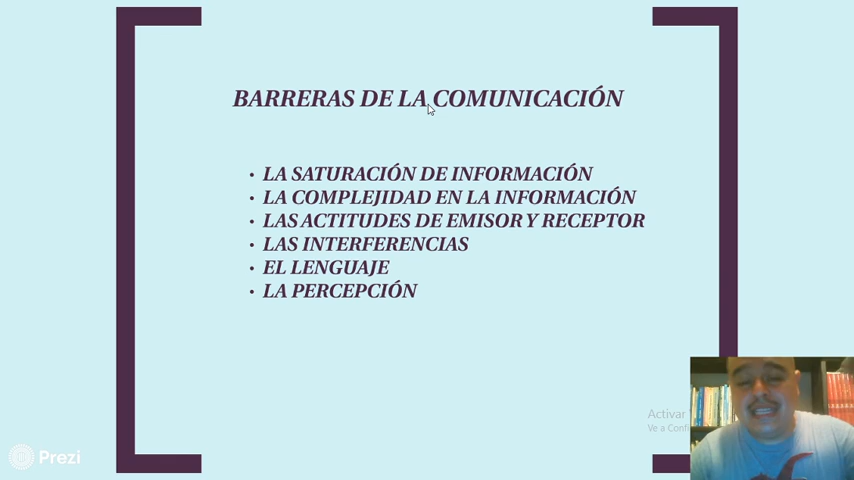 BARRERAS DE LA COMUNICACIÓN
• LA SATURACIÓN DE INFORMACIÓN
• LA COMPLEJIDAD EN LA INFORMACIÓN
• LAS ACTITUDES DE EMISOR Y RECEPTOR
• LAS INTERFERENCIAS
• EL LENGUAJE
• LA PERCEPCIÓN
Activar
Ve a
Prezi